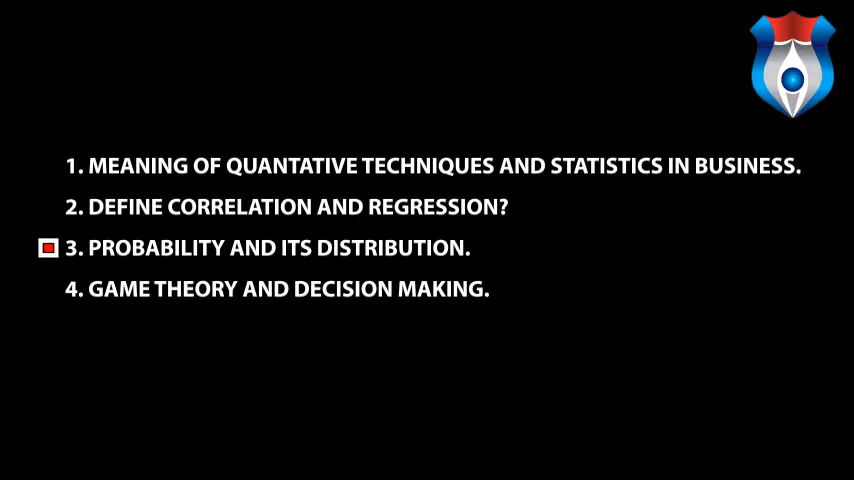 1. MEANING OF QUANTATIVE TECHNIQUES AND STATISTICS IN BUSINESS.
2. DEFINE CORRELATION AND REGRESSION?
3. PROBABILITY AND ITS DISTRIBUTION.
4. GAME THEORY AND DECISION MAKING.